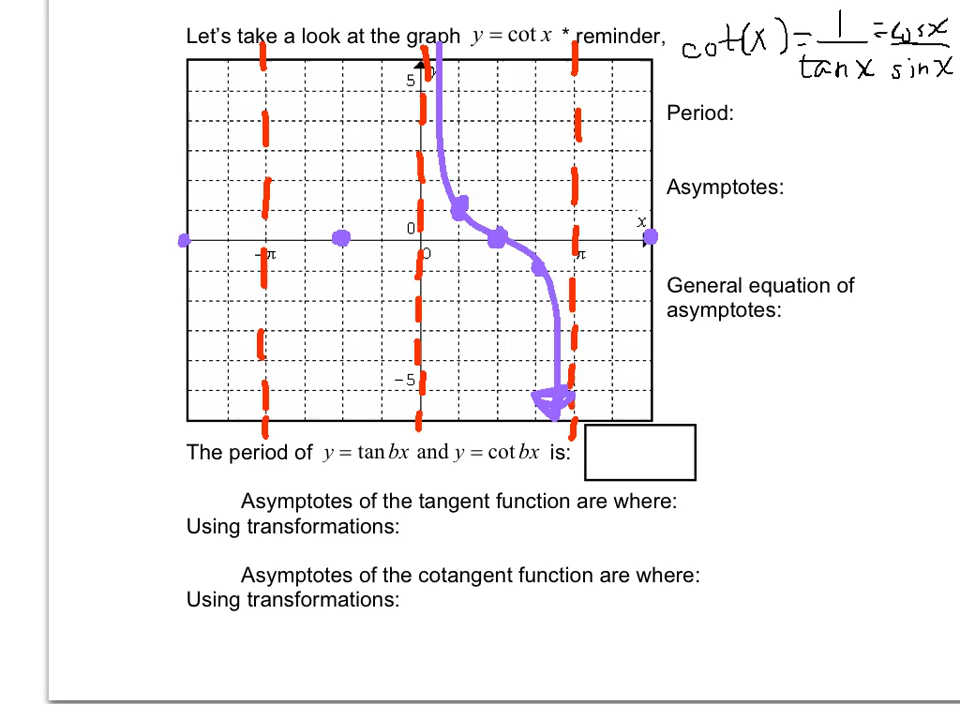 Let's take a look at the graph y = cot x * reminder, cot(x) = 1/tan x = cosx/sinx
5
Period:
Asymptotes:
0 x
-π 0 π
General equation of
asymptotes:
-5
The period of y = tan bx and y = cot bx is:
Asymptotes of the tangent function are where:
Using transformations:
Asymptotes of the cotangent function are where:
Using transformations: